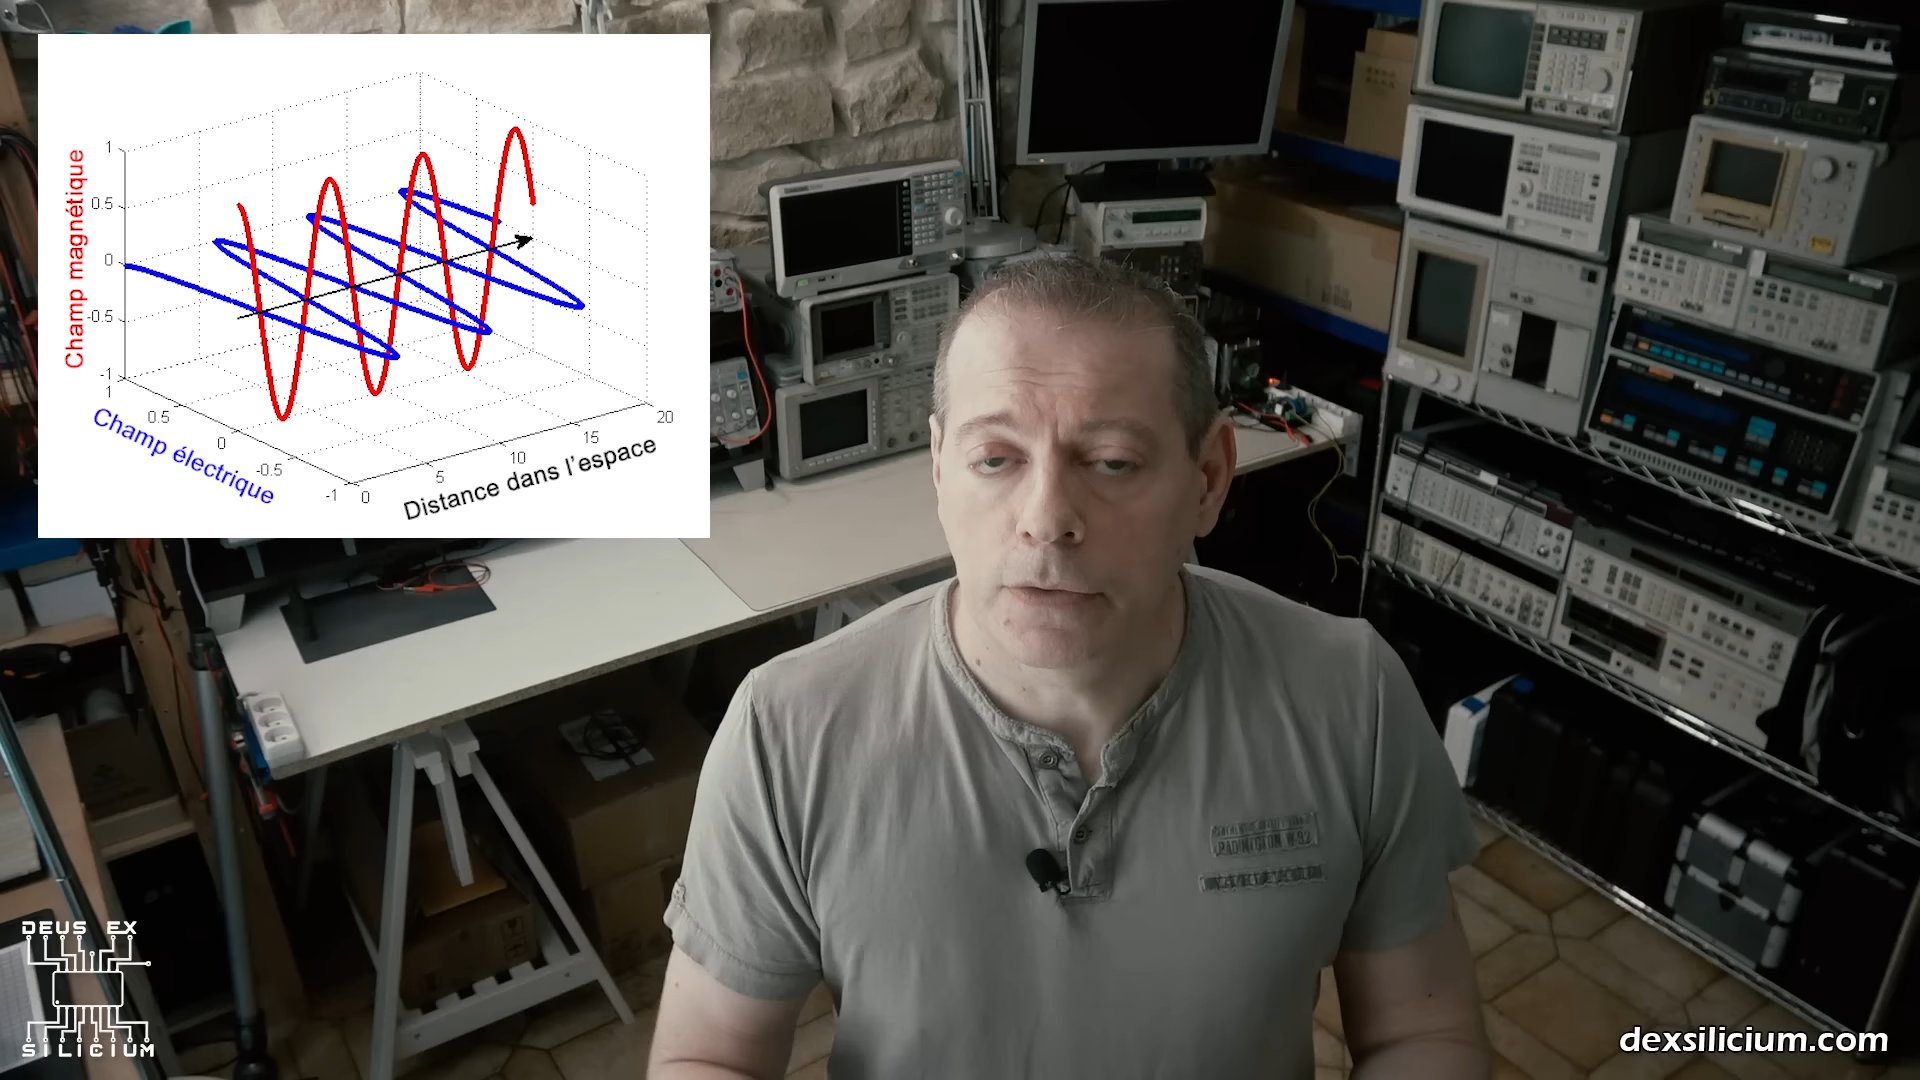 Champ magnétique
1
0.5
0
-0.5
-1
1
0.5
0
-0.5
-1
Champ électrique
0
5
10
15
20
Distance dans l’espace
DEUS EX
SILICIUM
dexsilicium.com